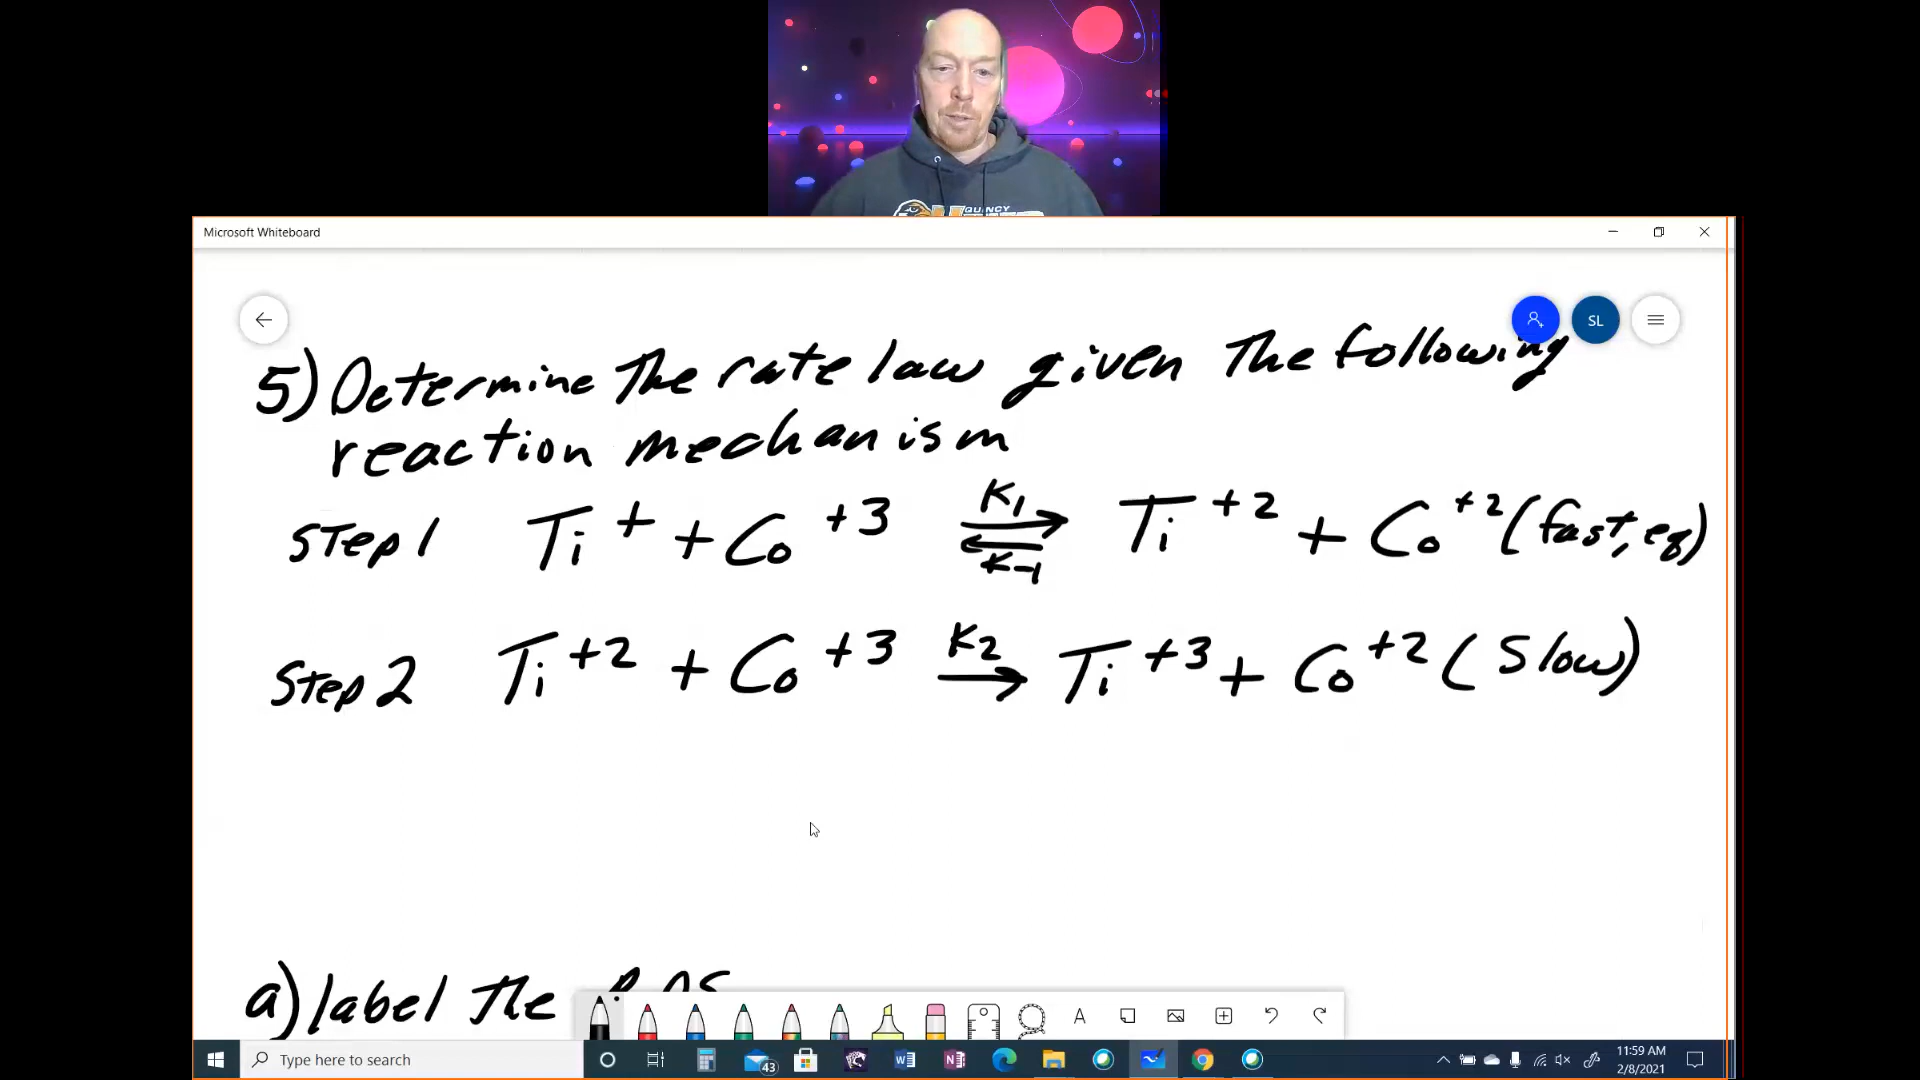 QUINCY
Microsoft Whiteboard
SL
5) Determine the rate law given the following
reaction mechanism
Step 1 Ti + + Co +3 K1 K-1 Ti +2 + Co +2 (fast, eq)
Step 2 Ti +2 + Co +3 K2 Ti +3 + Co +2 (Slow)
a) label the
A
Type here to search
43
11:59 AM
2/8/2021